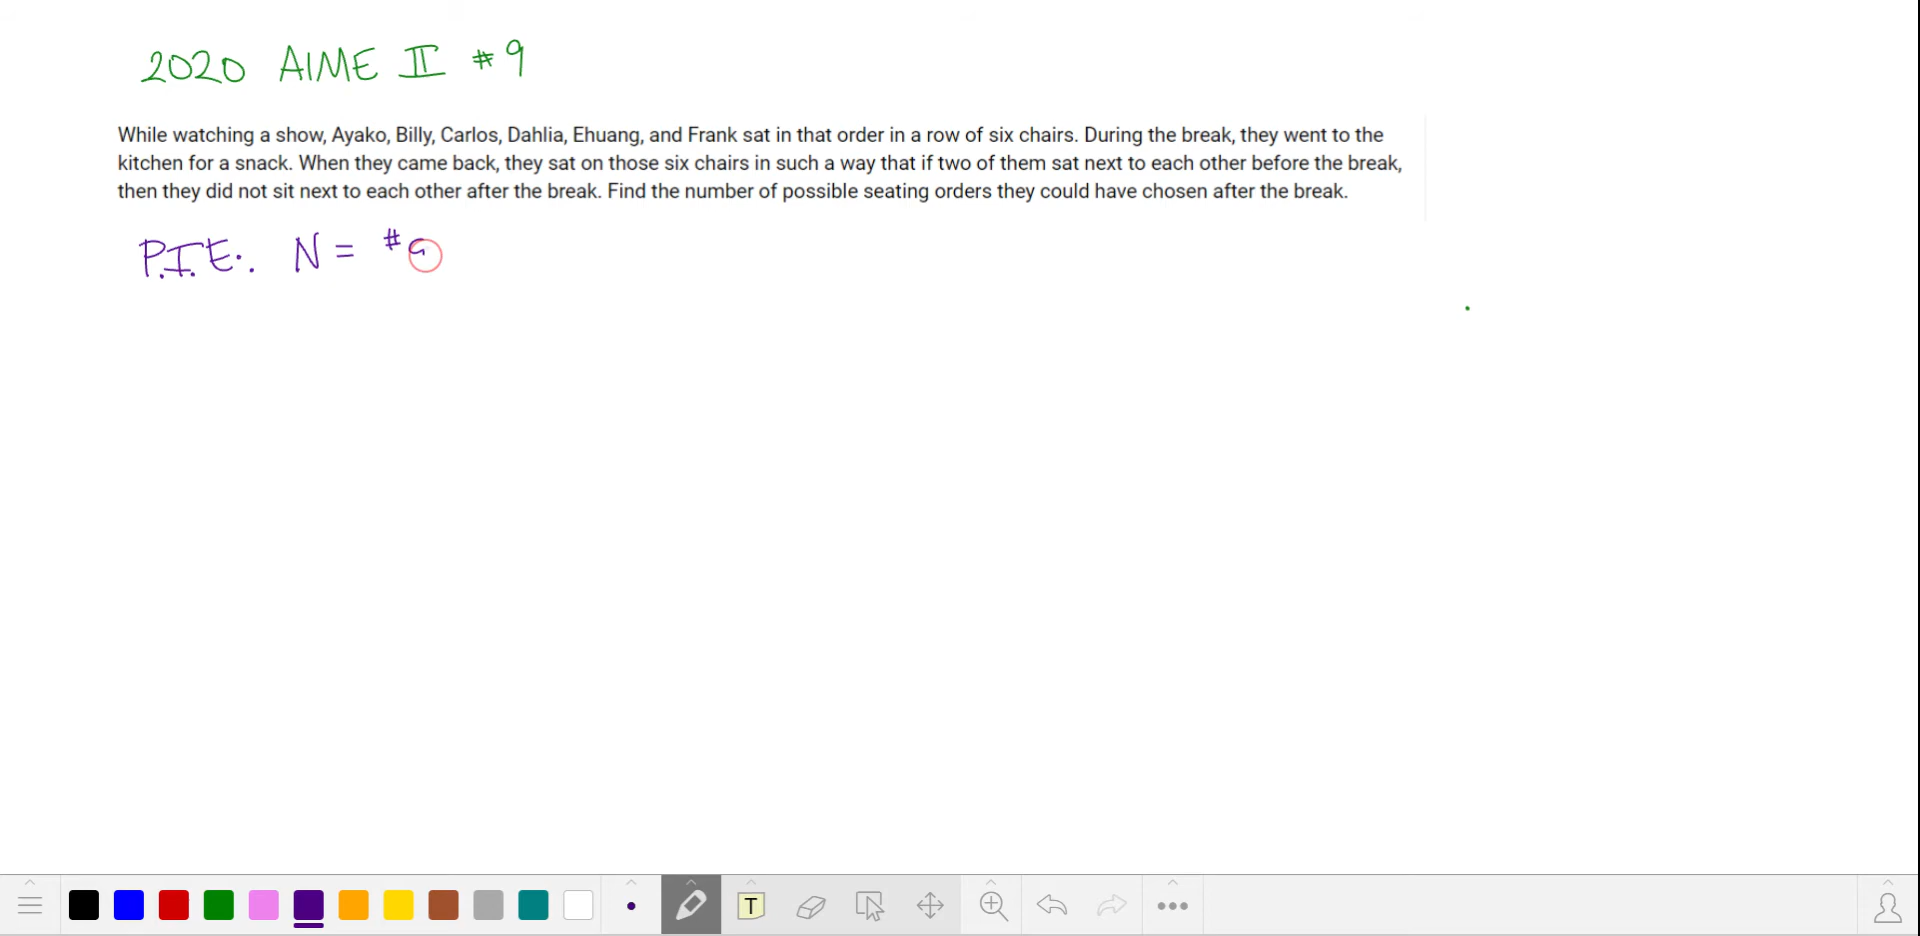 2020 AIME II #9
While watching a show, Ayako, Billy, Carlos, Dahlia, Ehuang, and Frank sat in that order in a row of six chairs. During the break, they went to the
kitchen for a snack. When they came back, they sat on those six chairs in such a way that if two of them sat next to each other before the break,
then they did not sit next to each other after the break. Find the number of possible seating orders they could have chosen after the break.
P.I.E.: N = #
T